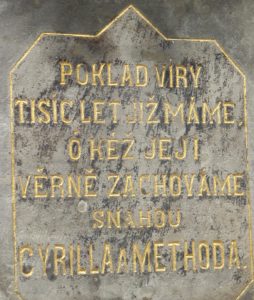 POKLAD VÍRY
TISÍC LET JIŽ MÁME,
Ó KÉŽ JEJ I
VĚRNĚ ZACHOVÁME
SNAHOU
CYRILLA A METHODA.